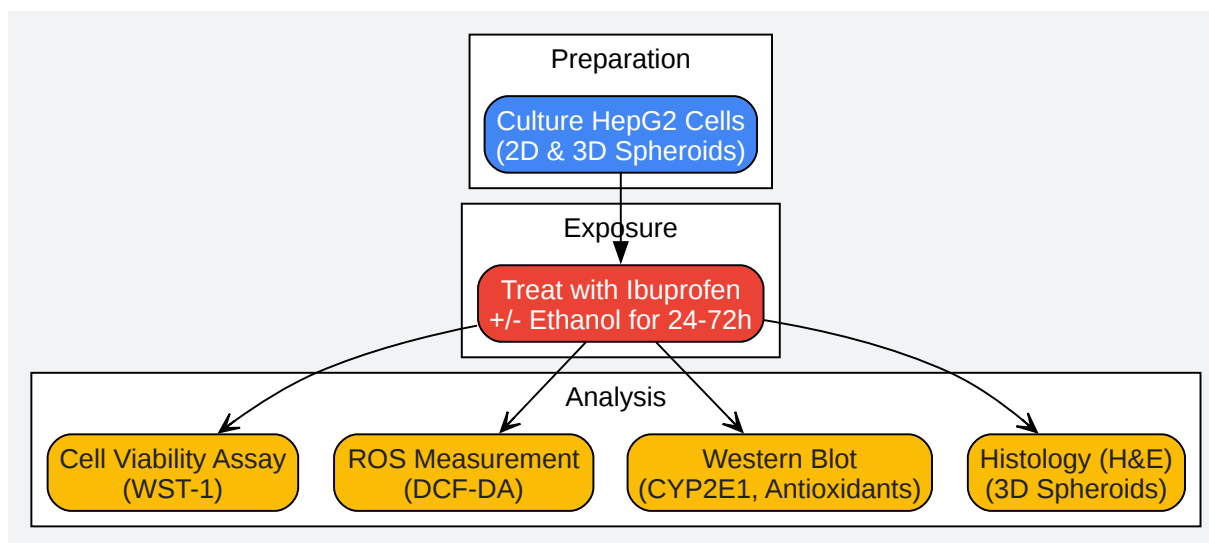 Preparation
Culture HepG2 Cells
(2D & 3D Spheroids)
Exposure
Treat with Ibuprofen
+/- Ethanol for 24-72h
Analysis
Cell Viability Assay
(WST-1)
ROS Measurement
(DCF-DA)
Western Blot
(CYP2E1, Antioxidants)
Histology (H&E)
(3D Spheroids)